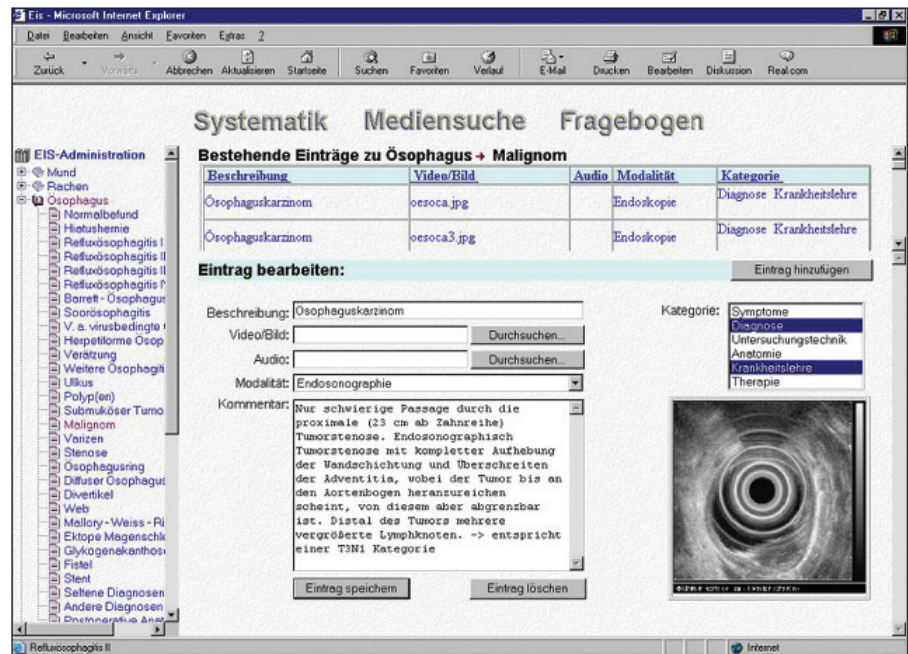 Eis - Microsoft Internet Explorer
Datei Bearbeiten Ansicht Favoriten Extras ?
Zurück Vorwärts Abbrechen Aktualisieren Startseite Suchen Favoriten Verlauf E-Mail Drucken Bearbeiten Diskussion Real.com
Systematik Mediensuche Fragebogen
EIS-Administration
Mund
Rachen
Ösophagus
Normalbefund
Hiatushernie
Refluxösophagitis I
Refluxösophagitis II
Refluxösophagitis II
Refluxösophagitis I
Barrett - Ösophagus
Soorösophagitis
V. a. virusbedingte
Herpetiforme Ösop
Verätzung
Weitere Ösophagiti
Ulkus
Polyp(en)
Submuköser Tumo
Malignom
Varizen
Stenose
Ösophagusring
Diffuser Ösophagus
Divertikel
Web
Mallory - Weiss - Ri
Ektope Magenschl
Glykogenakanthos
Fistel
Stent
Seltene Diagnosen
Andere Diagnosen
Postoperative Anat
Bestehende Einträge zu Ösophagus → Malignom
Beschreibung Video/Bild Audio Modalität Kategorie
Ösophaguskarzinom oesoca.jpg Endoskopie Diagnose Krankheitslehre
Ösophaguskarzinom oesoca3.jpg Endoskopie Diagnose Krankheitslehre
Eintrag bearbeiten: Eintrag hinzufügen
Beschreibung: Ösophaguskarzinom
Video/Bild: Durchsuchen...
Audio: Durchsuchen...
Modalität: Endosonographie
Kommentar: Nur schwierige Passage durch die
proximale (23 cm ab Zahnreihe)
Tumorstenose. Endosonographisch
Tumorstenose mit kompletter Aufhebung
der Wandschichtung und Überschreiten
der Adventitia, wobei der Tumor bis an
den Aortenbogen heranzureichen
scheint, von diesem aber abgrenzbar
ist. Distal des Tumors mehrere
vergrößerte Lymphknoten. -> entspricht
einer T3N1 Kategorie
Eintrag speichern Eintrag löschen
Kategorie: Symptome
Diagnose
Untersuchungstechnik
Anatomie
Krankheitslehre
Therapie
Refluxösophagitis II Internet